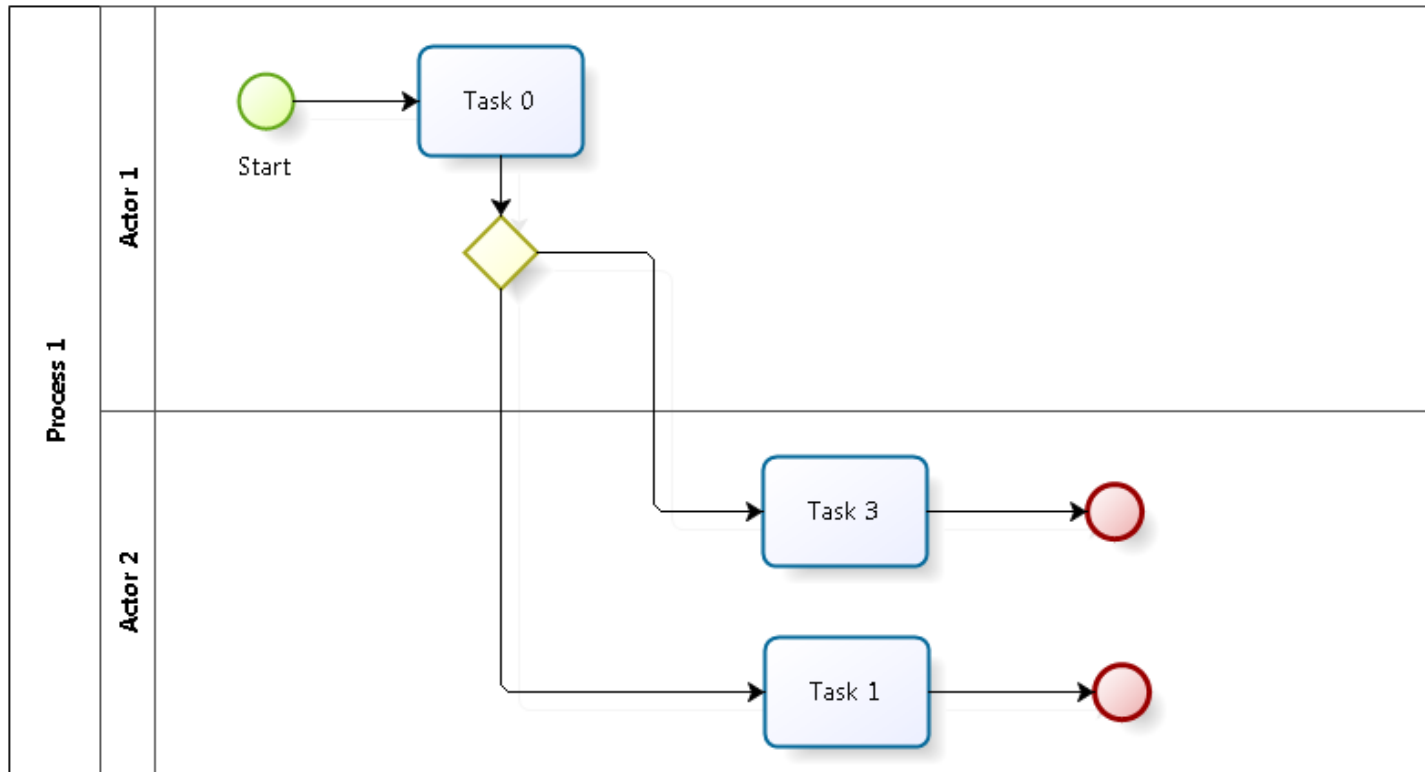 Process 1
Actor 1
Start
Task 0
Actor 2
Task 3
Task 1